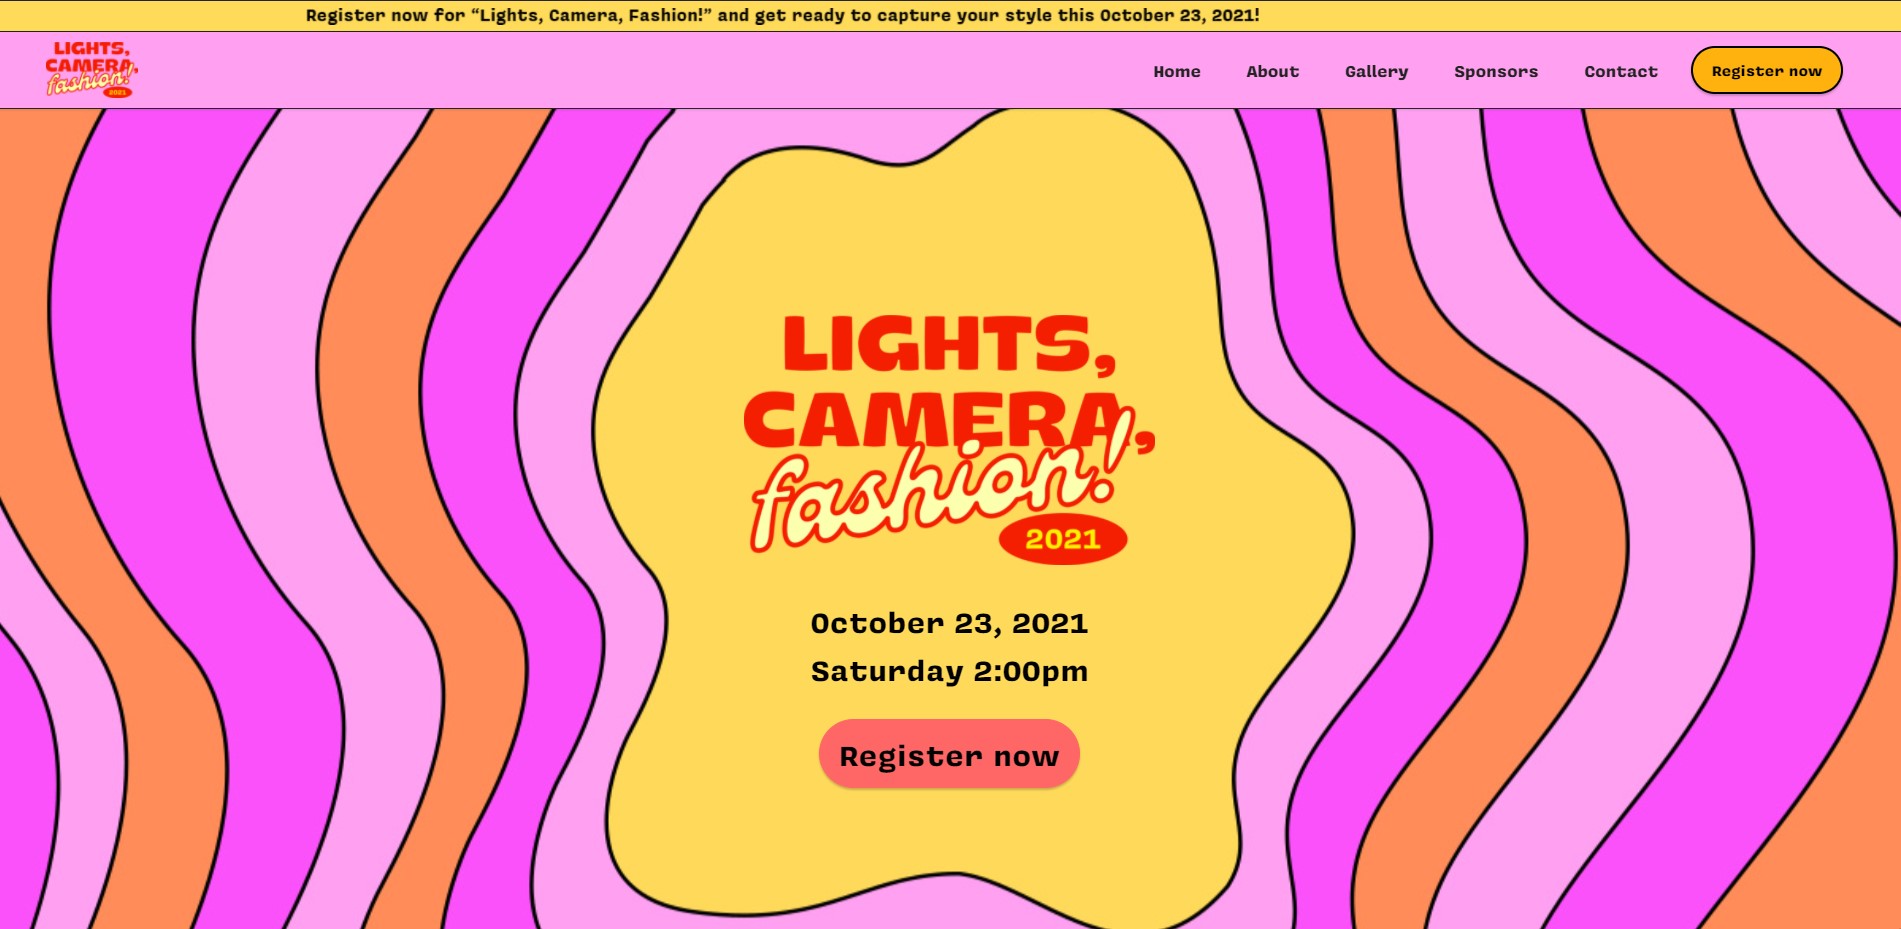 Register now for “Lights, Camera, Fashion!” and get ready to capture your style this October 23, 2021!
LIGHTS,
CAMERA,
fashion!
2021
Home
About
Gallery
Sponsors
Contact
Register now
LIGHTS,
CAMERA,
fashion!
2021
October 23, 2021
Saturday 2:00pm
Register now